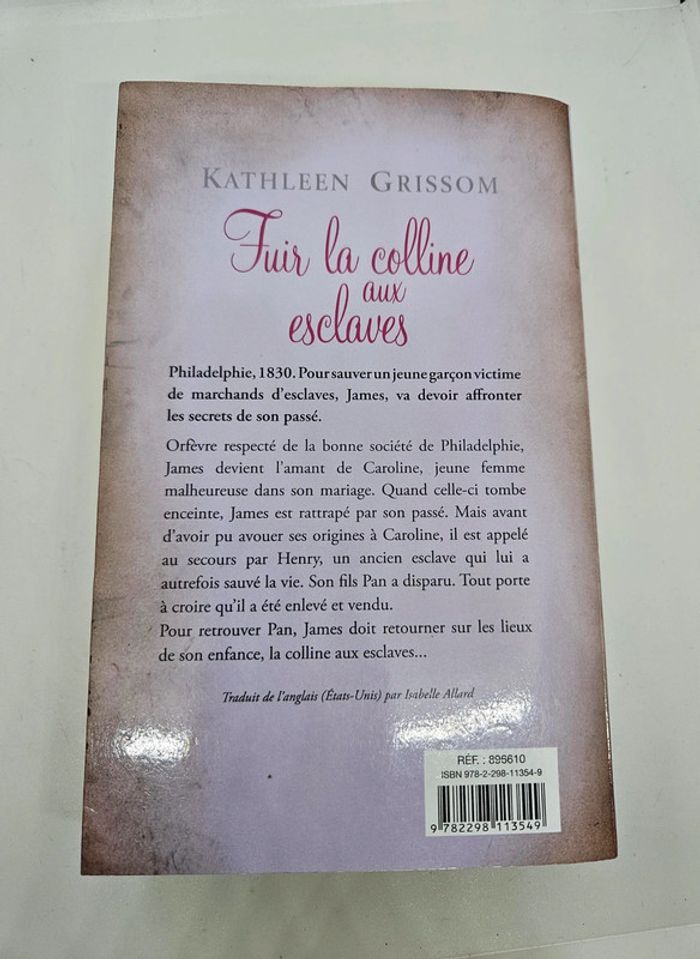 KATHLEEN GRISSOM
Fuir la colline
aux
esclaves
Philadelphie, 1830. Pour sauver un jeune garçon victime
de marchands d'esclaves, James, va devoir affronter
les secrets de son passé.
Orfèvre respecté de la bonne société de Philadelphie,
James devient l'amant de Caroline, jeune femme
malheureuse dans son mariage. Quand celle-ci tombe
enceinte, James est rattrapé par son passé. Mais avant
d'avoir pu avouer ses origines à Caroline, il est appelé
au secours par Henry, un ancien esclave qui lui a
autrefois sauvé la vie. Son fils Pan a disparu. Tout porte
à croire qu'il a été enlevé et vendu.
Pour retrouver Pan, James doit retourner sur les lieux
de son enfance, la colline aux esclaves...
Traduit de l'anglais (États-Unis) par Isabelle Allard
RÉF. : 896610
ISBN 978-2-298-11354-9
9 782298 113549